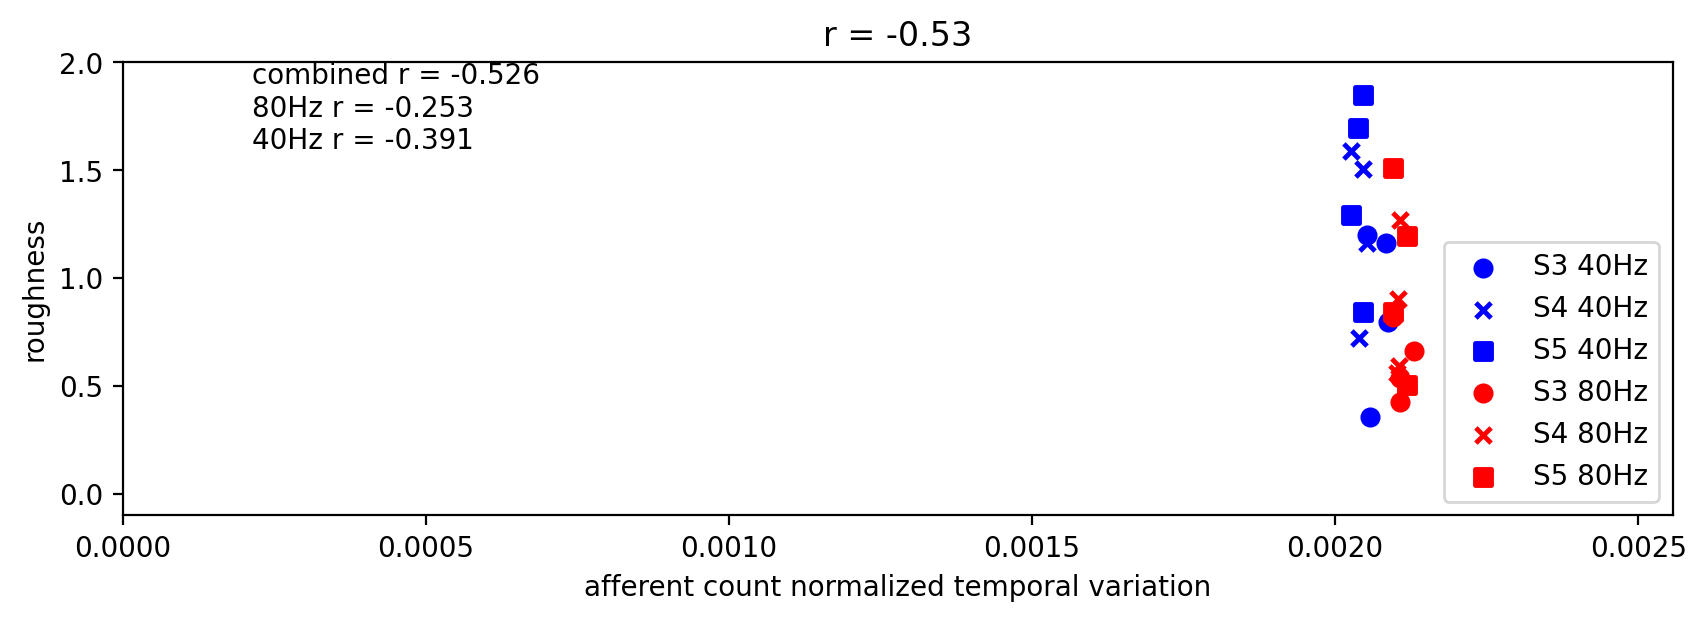 r = -0.53
combined r = -0.526
80Hz r = -0.253
40Hz r = -0.391
2.0
1.5
1.0
0.5
0.0
roughness
S3 40Hz
S4 40Hz
S5 40Hz
S3 80Hz
S4 80Hz
S5 80Hz
0.0000 0.0005 0.0010 0.0015 0.0020 0.0025
afferent count normalized temporal variation